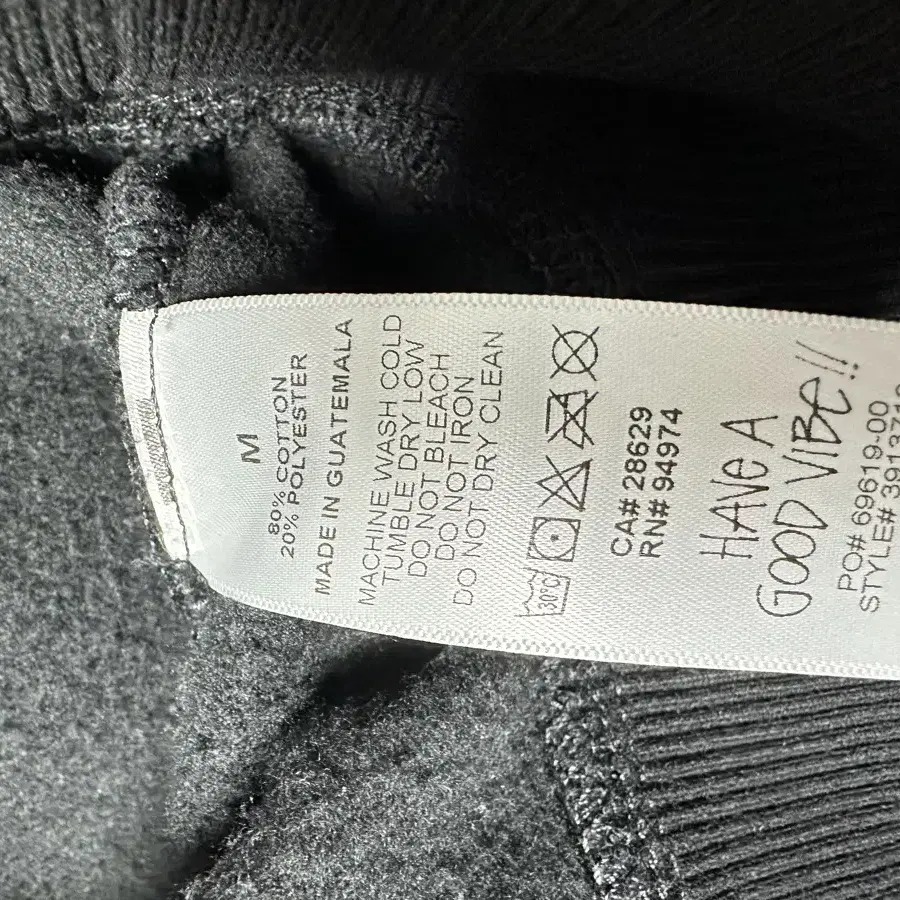 M
80% COTTON
20% POLYESTER
MADE IN GUATEMALA
MACHINE WASH COLD
TUMBLE DRY LOW
DO NOT BLEACH
DO NOT IRON
DO NOT DRY CLEAN
30°C
CA# 28629
RN# 94974
HAVE A
GOOD VIBE!!
PO# 69619-00
STYLE#